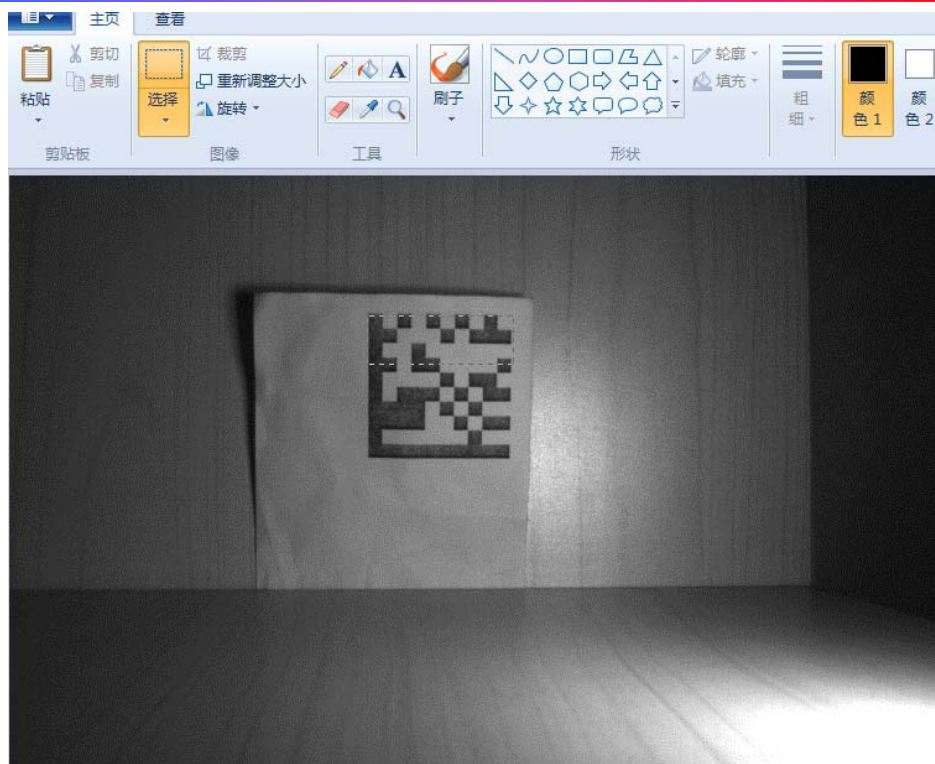 主页 查看
粘贴
剪切
复制
剪贴板
选择
裁剪
重新调整大小
旋转
图像
A
工具
刷子
形状
轮廓
填充
粗细
颜色 1
颜色 2